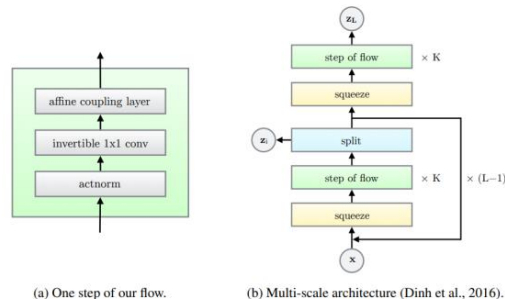 affine coupling layer
invertible 1x1 conv
actnorm
(a) One step of our flow.
z_L
step of flow × K
squeeze
z_i split
step of flow × K × (L−1)
squeeze
x
(b) Multi-scale architecture (Dinh et al., 2016).